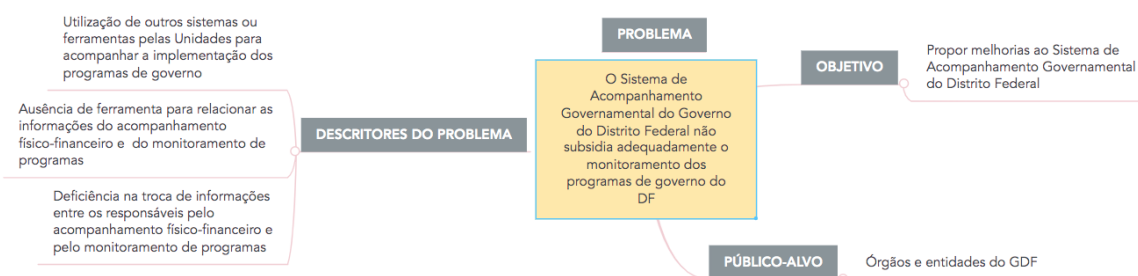 Utilização de outros sistemas ou
ferramentas pelas Unidades para
acompanhar a implementação dos
programas de governo
Ausência de ferramenta para relacionar as
informações do acompanhamento
físico-financeiro e do monitoramento de
programas
Deficiência na troca de informações
entre os responsáveis pelo
acompanhamento físico-financeiro e
pelo monitoramento de programas
DESCRITORES DO PROBLEMA
PROBLEMA
O Sistema de
Acompanhamento
Governamental do Governo
do Distrito Federal não
subsidia adequadamente o
monitoramento dos
programas de governo do
DF
OBJETIVO
Propor melhorias ao Sistema de
Acompanhamento Governamental
do Distrito Federal
PÚBLICO-ALVO
Órgãos e entidades do GDF